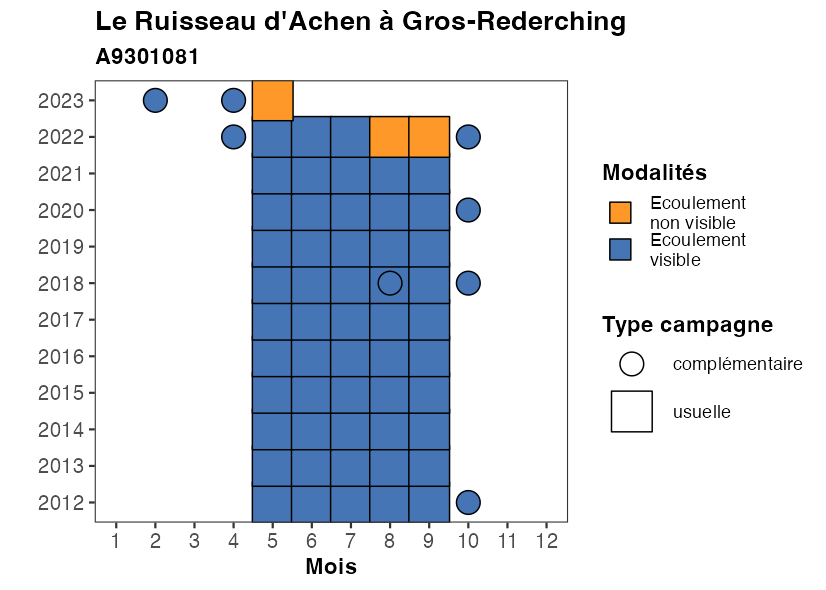 Le Ruisseau d'Achen à Gros-Rederching
A9301081
2023
2022
2021
2020
2019
2018
2017
2016
2015
2014
2013
2012
1 2 3 4 5 6 7 8 9 10 11 12
Mois
Modalités
Ecoulement
non visible
Ecoulement
visible
Type campagne
complémentaire
usuelle